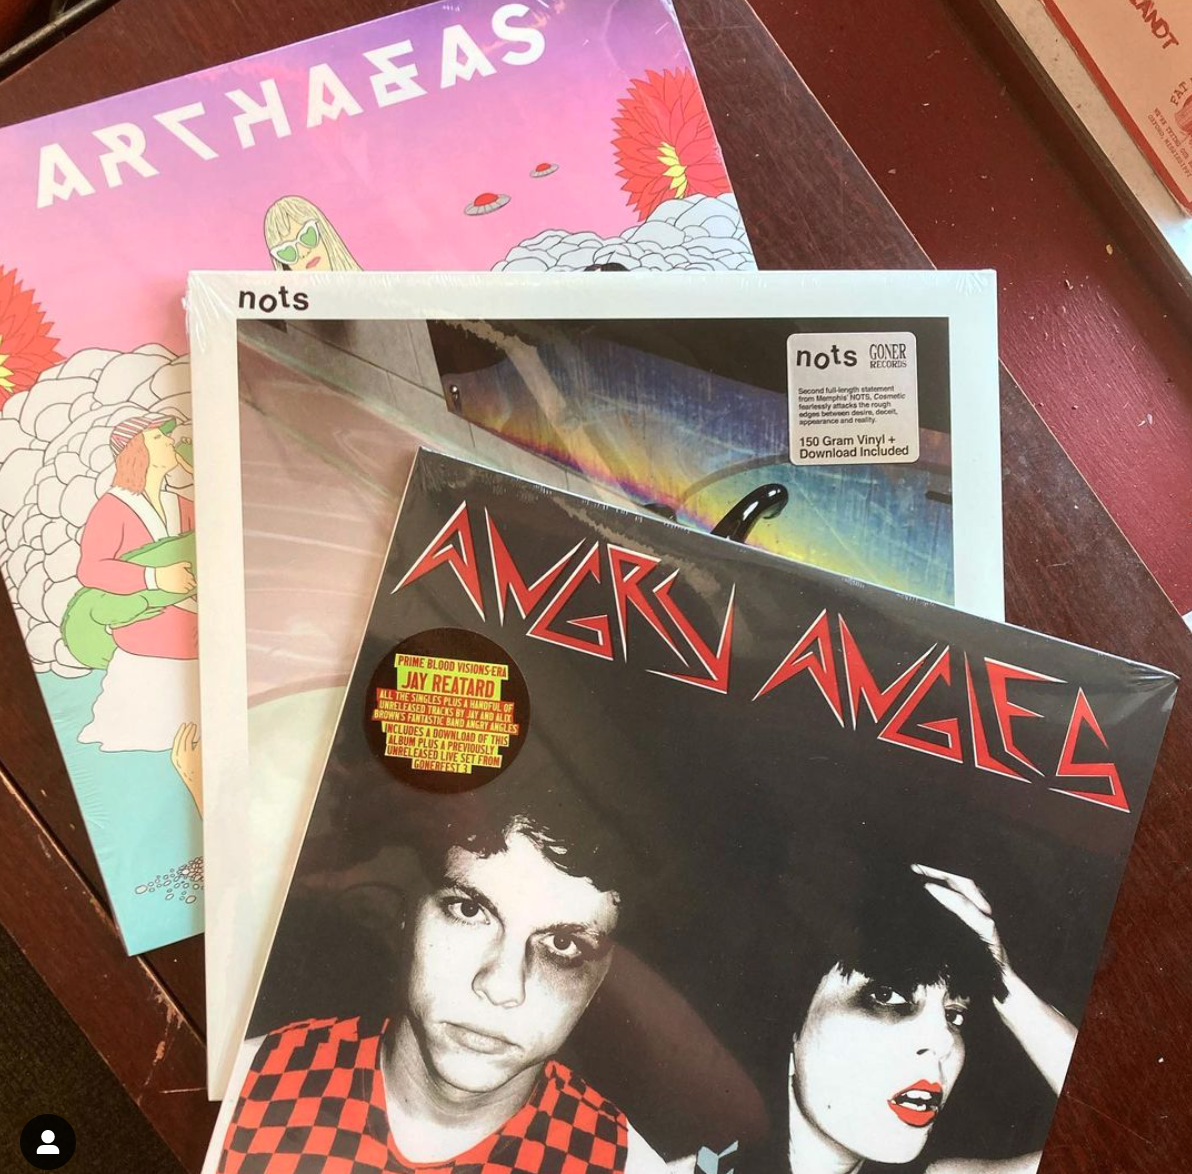 ARTHAEAS
nots
nots GONER
RECORDS
Second full-length statement
from Memphis' NOTS, Cosmetic
fearlessly attacks the rough
edges between desire, deceit,
appearance and reality.
150 Gram Vinyl +
Download Included
ANGRY ANGLES
PRIME BLOOD VISIONS-ERA
JAY REATARD
ALL THE SINGLES PLUS A HANDFUL OF
UNRELEASED TRACKS BY JAY AND ALIX
BROWN'S FANTASTIC BAND ANGRY ANGLES
INCLUDES A DOWNLOAD OF THIS
ALBUM PLUS A PREVIOUSLY
UNRELEASED LIVE SET FROM
GONERFEST 3